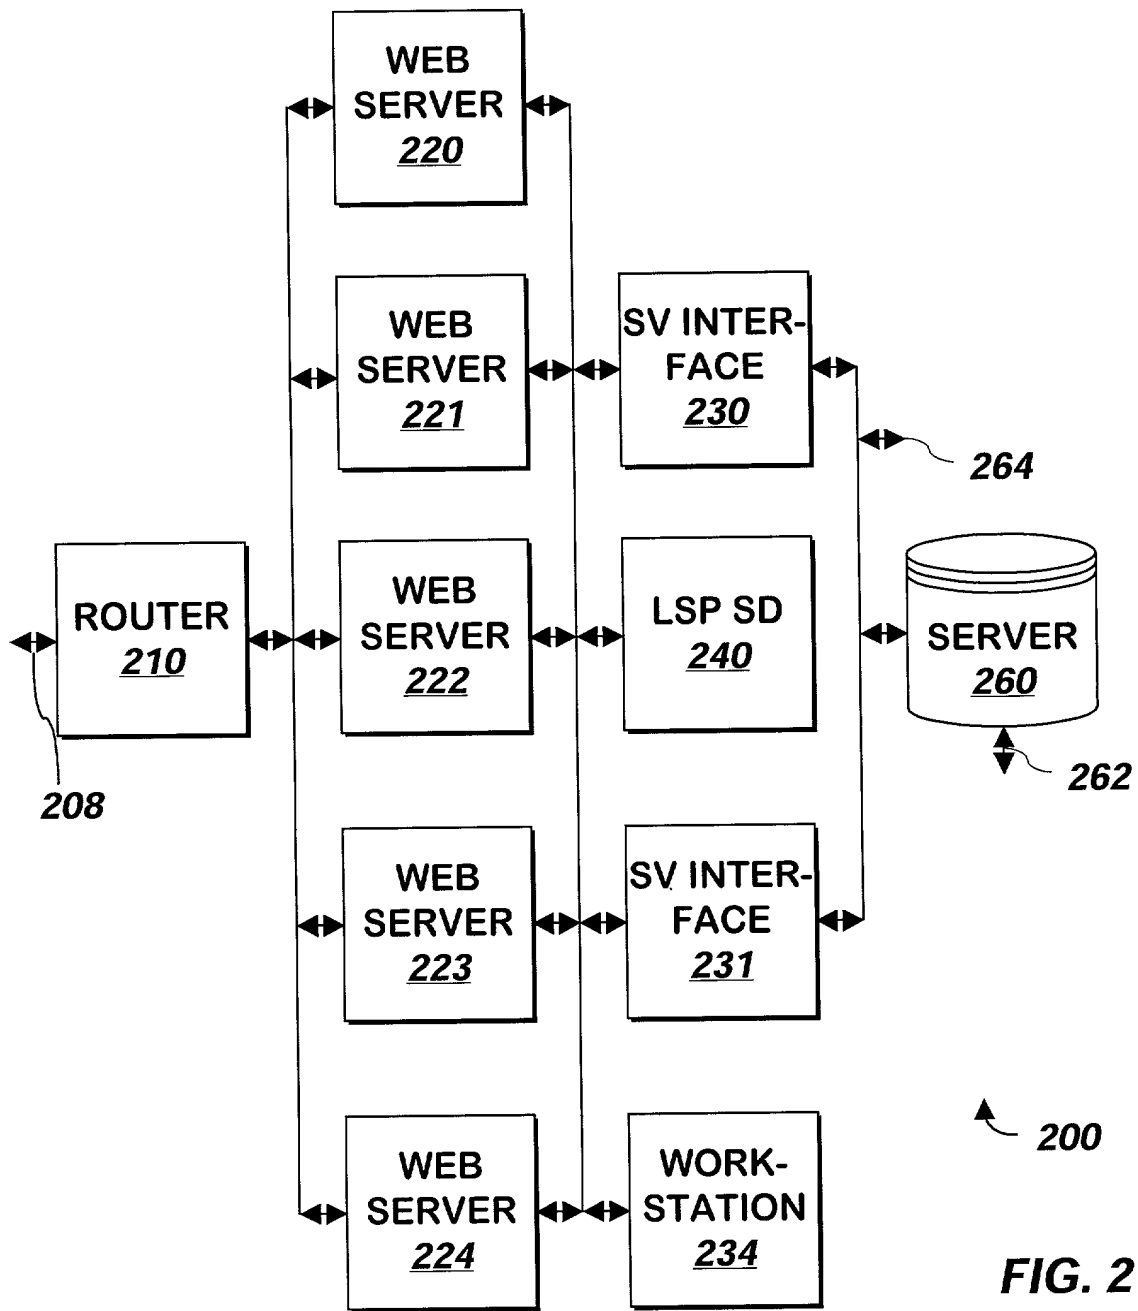 WEB
SERVER
220
WEB
SERVER
221
SV INTER-
FACE
230
264
ROUTER
210
WEB
SERVER
222
LSP SD
240
SERVER
260
208
262
WEB
SERVER
223
SV INTER-
FACE
231
200
WEB
SERVER
224
WORK-
STATION
234
FIG. 2